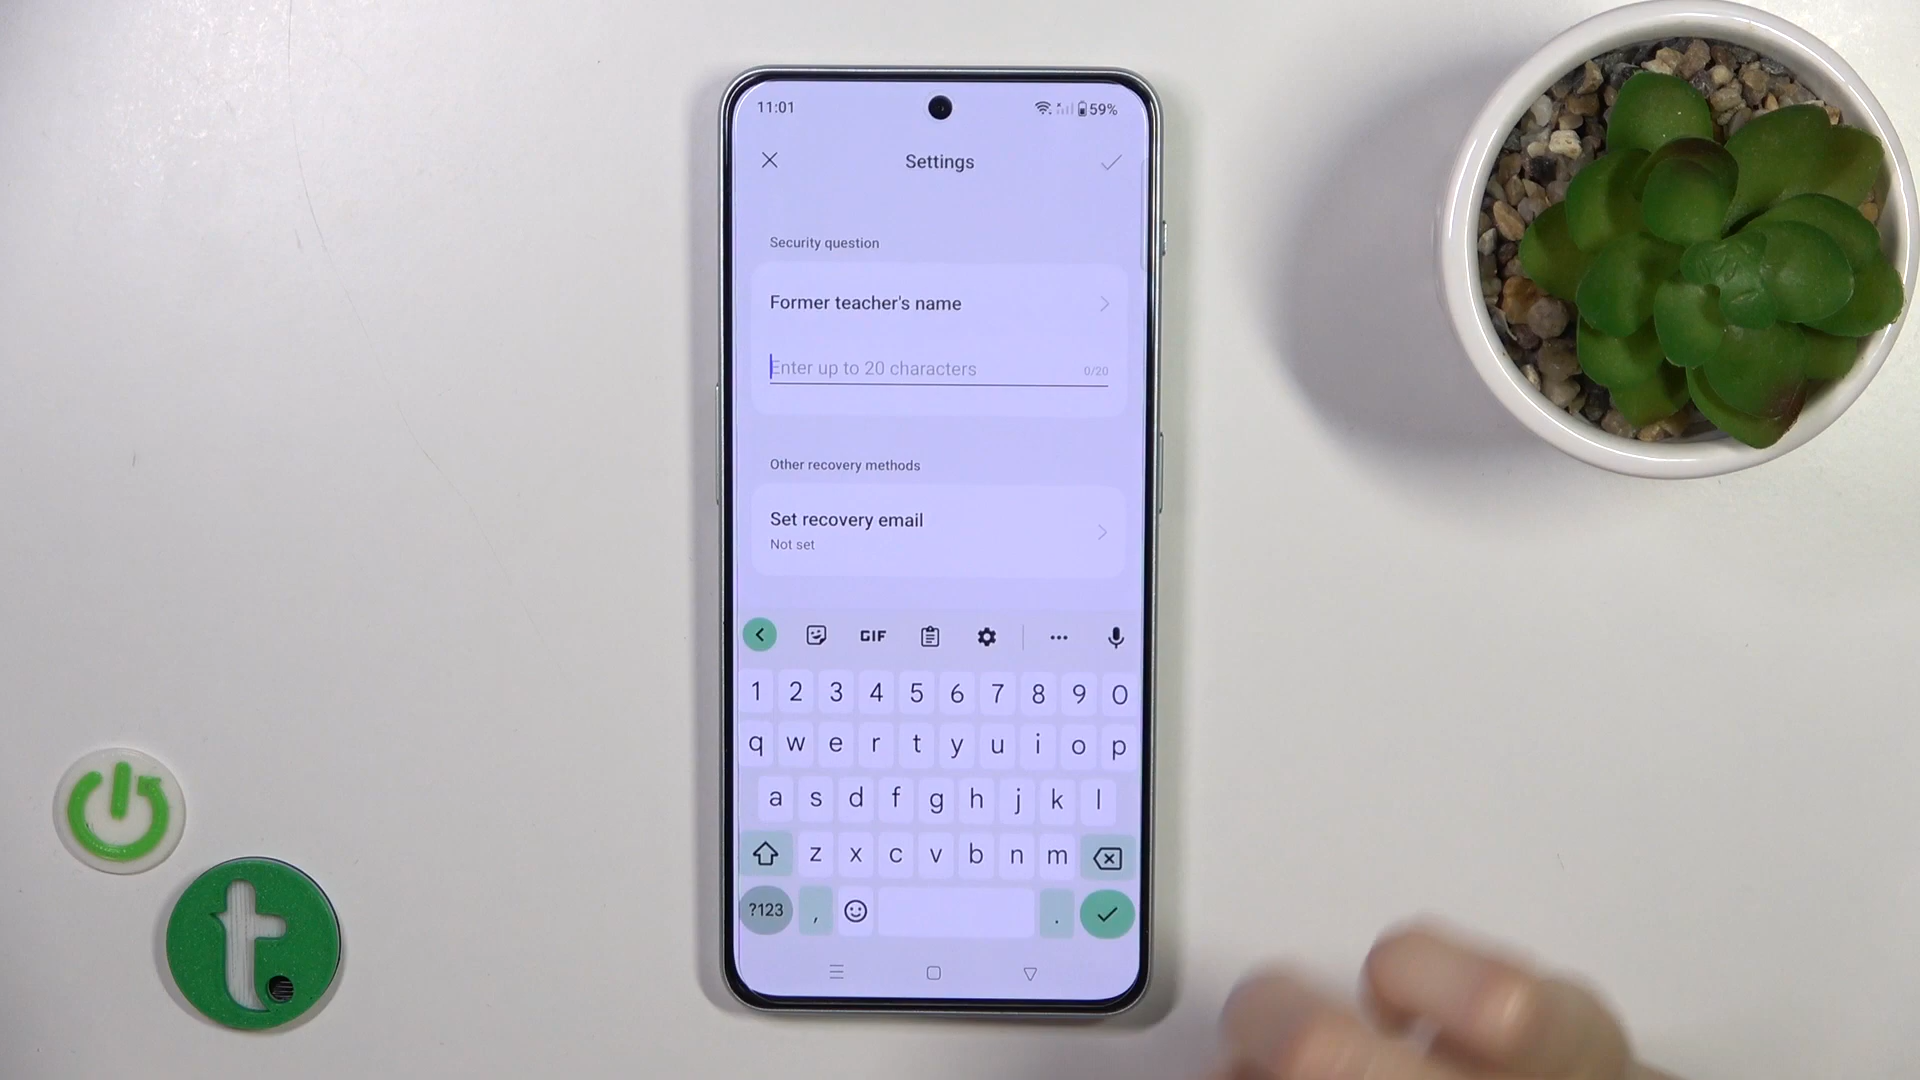 11:01
59%
Settings
Security question
Former teacher's name
Enter up to 20 characters
0/20
Other recovery methods
Set recovery email
Not set
GIF
1 2 3 4 5 6 7 8 9 0
q w e r t y u i o p
a s d f g h j k l
z x c v b n m
?123 , .
t.